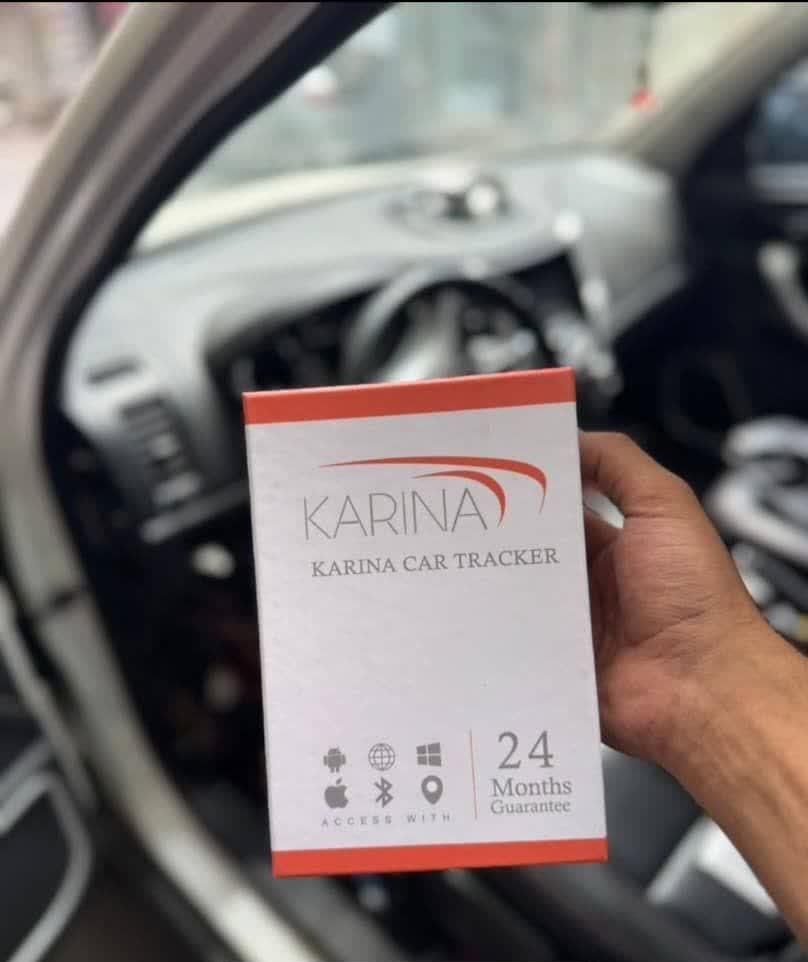 KARINA
KARINA CAR TRACKER
ACCESS WITH
24
Months
Guarantee